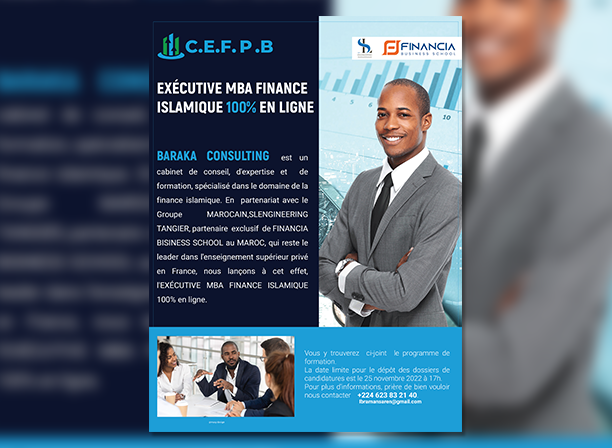 C.E.F.P.B
FINANCIA
BUSINESS SCHOOL
EXÉCUTIVE MBA FINANCE
ISLAMIQUE 100% EN LIGNE
BARAKA CONSULTING est un
cabinet de conseil, d'expertise et de
formation, spécialisé dans le domaine de la
finance islamique. En partenariat avec le
Groupe MAROCAIN,SLENGINEERING
TANGIER, partenaire exclusif de FINANCIA
BISINESS SCHOOL au MAROC, qui reste le
leader dans l'enseignement supérieur privé
en France, nous lançons à cet effet,
l'EXÉCUTIVE MBA FINANCE ISLAMIQUE
100% en ligne.
Vous y trouverez ci-joint le programme de
formation.
La date limite pour le dépôt des dossiers de
candidatures est le 25 novembre 2022 à 17h.
Pour plus d'informations, prière de bien vouloir
nous contacter +224 623 83 21 40
fbramansaren@gmail.com